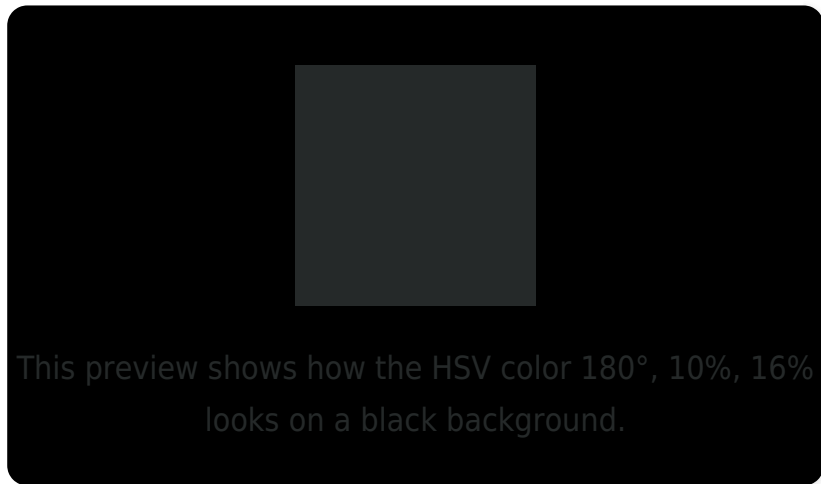 This preview shows how the HSV color 180°, 10%, 16%
looks on a black background.